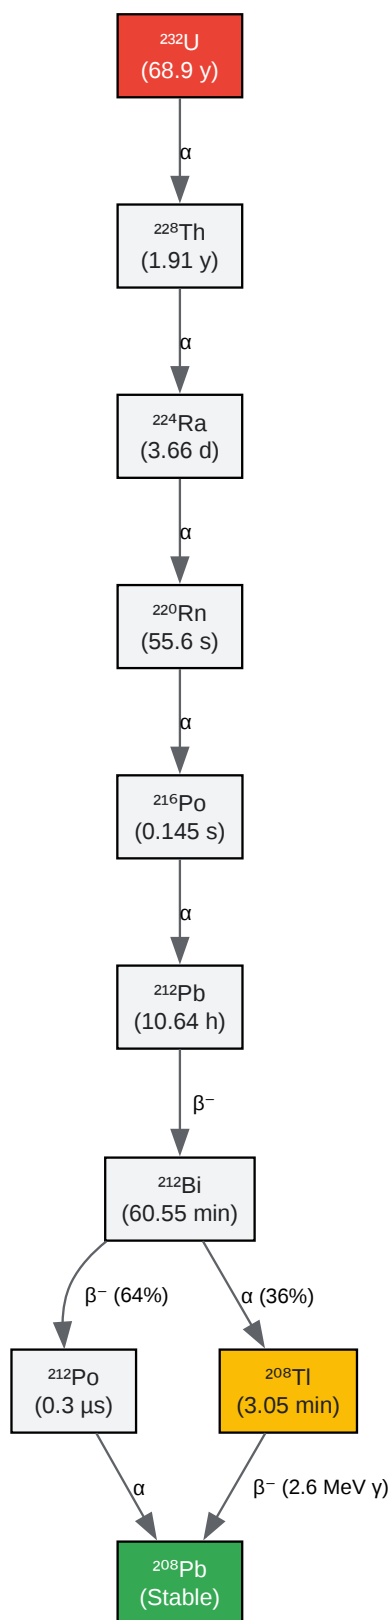 ²³²U
(68.9 y)
α
²²⁸Th
(1.91 y)
α
²²⁴Ra
(3.66 d)
α
²²⁰Rn
(55.6 s)
α
²¹⁶Po
(0.145 s)
α
²¹²Pb
(10.64 h)
β⁻
²¹²Bi
(60.55 min)
β⁻ (64%)
α (36%)
²¹²Po
(0.3 µs)
²⁰⁸Tl
(3.05 min)
α
β⁻ (2.6 MeV γ)
²⁰⁸Pb
(Stable)